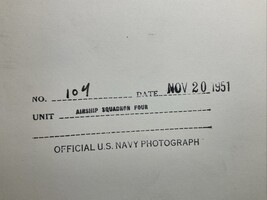 NO. 104 DATE NOV 20 1951
UNIT AIRSHIP SQUADRON FOUR
OFFICIAL U.S. NAVY PHOTOGRAPH